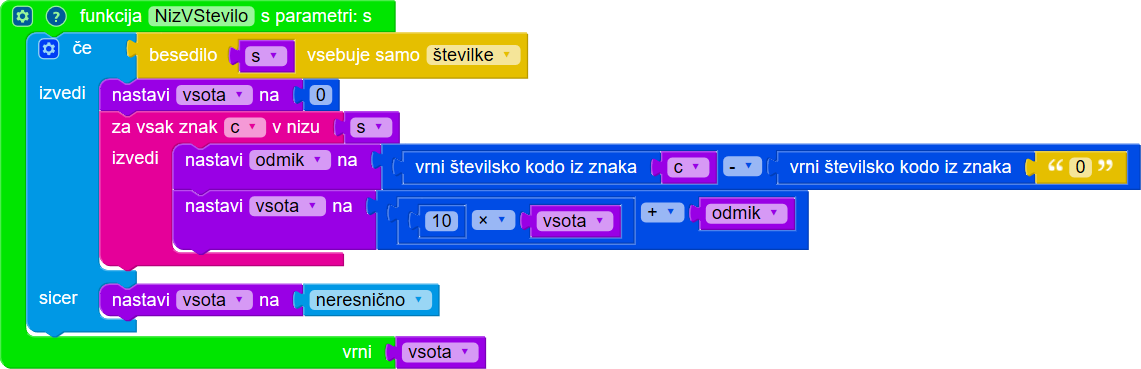 ? funkcija NizVStevilo s parametri: s
če besedilo s vsebuje samo številke
izvedi nastavi vsota na 0
za vsak znak c v nizu s
izvedi nastavi odmik na vrni številsko kodo iz znaka c - vrni številsko kodo iz znaka “ 0 ”
nastavi vsota na 10 × vsota + odmik
sicer nastavi vsota na neresnično
vrni vsota